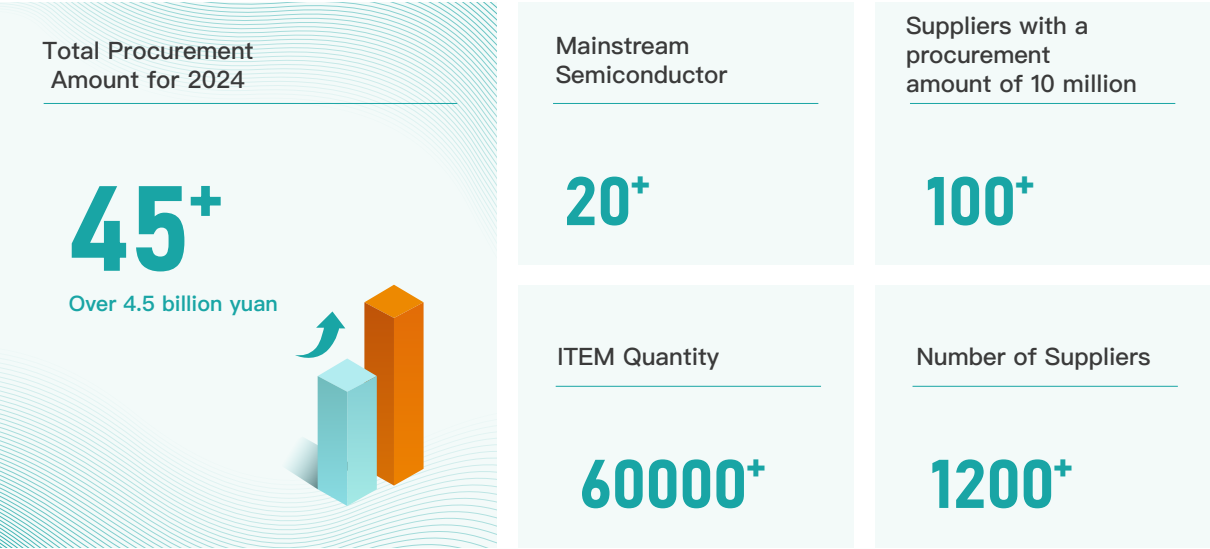 Total Procurement
Amount for 2024
45+
Over 4.5 billion yuan
Mainstream
Semiconductor
20+
Suppliers with a
procurement
amount of 10 million
100+
ITEM Quantity
60000+
Number of Suppliers
1200+